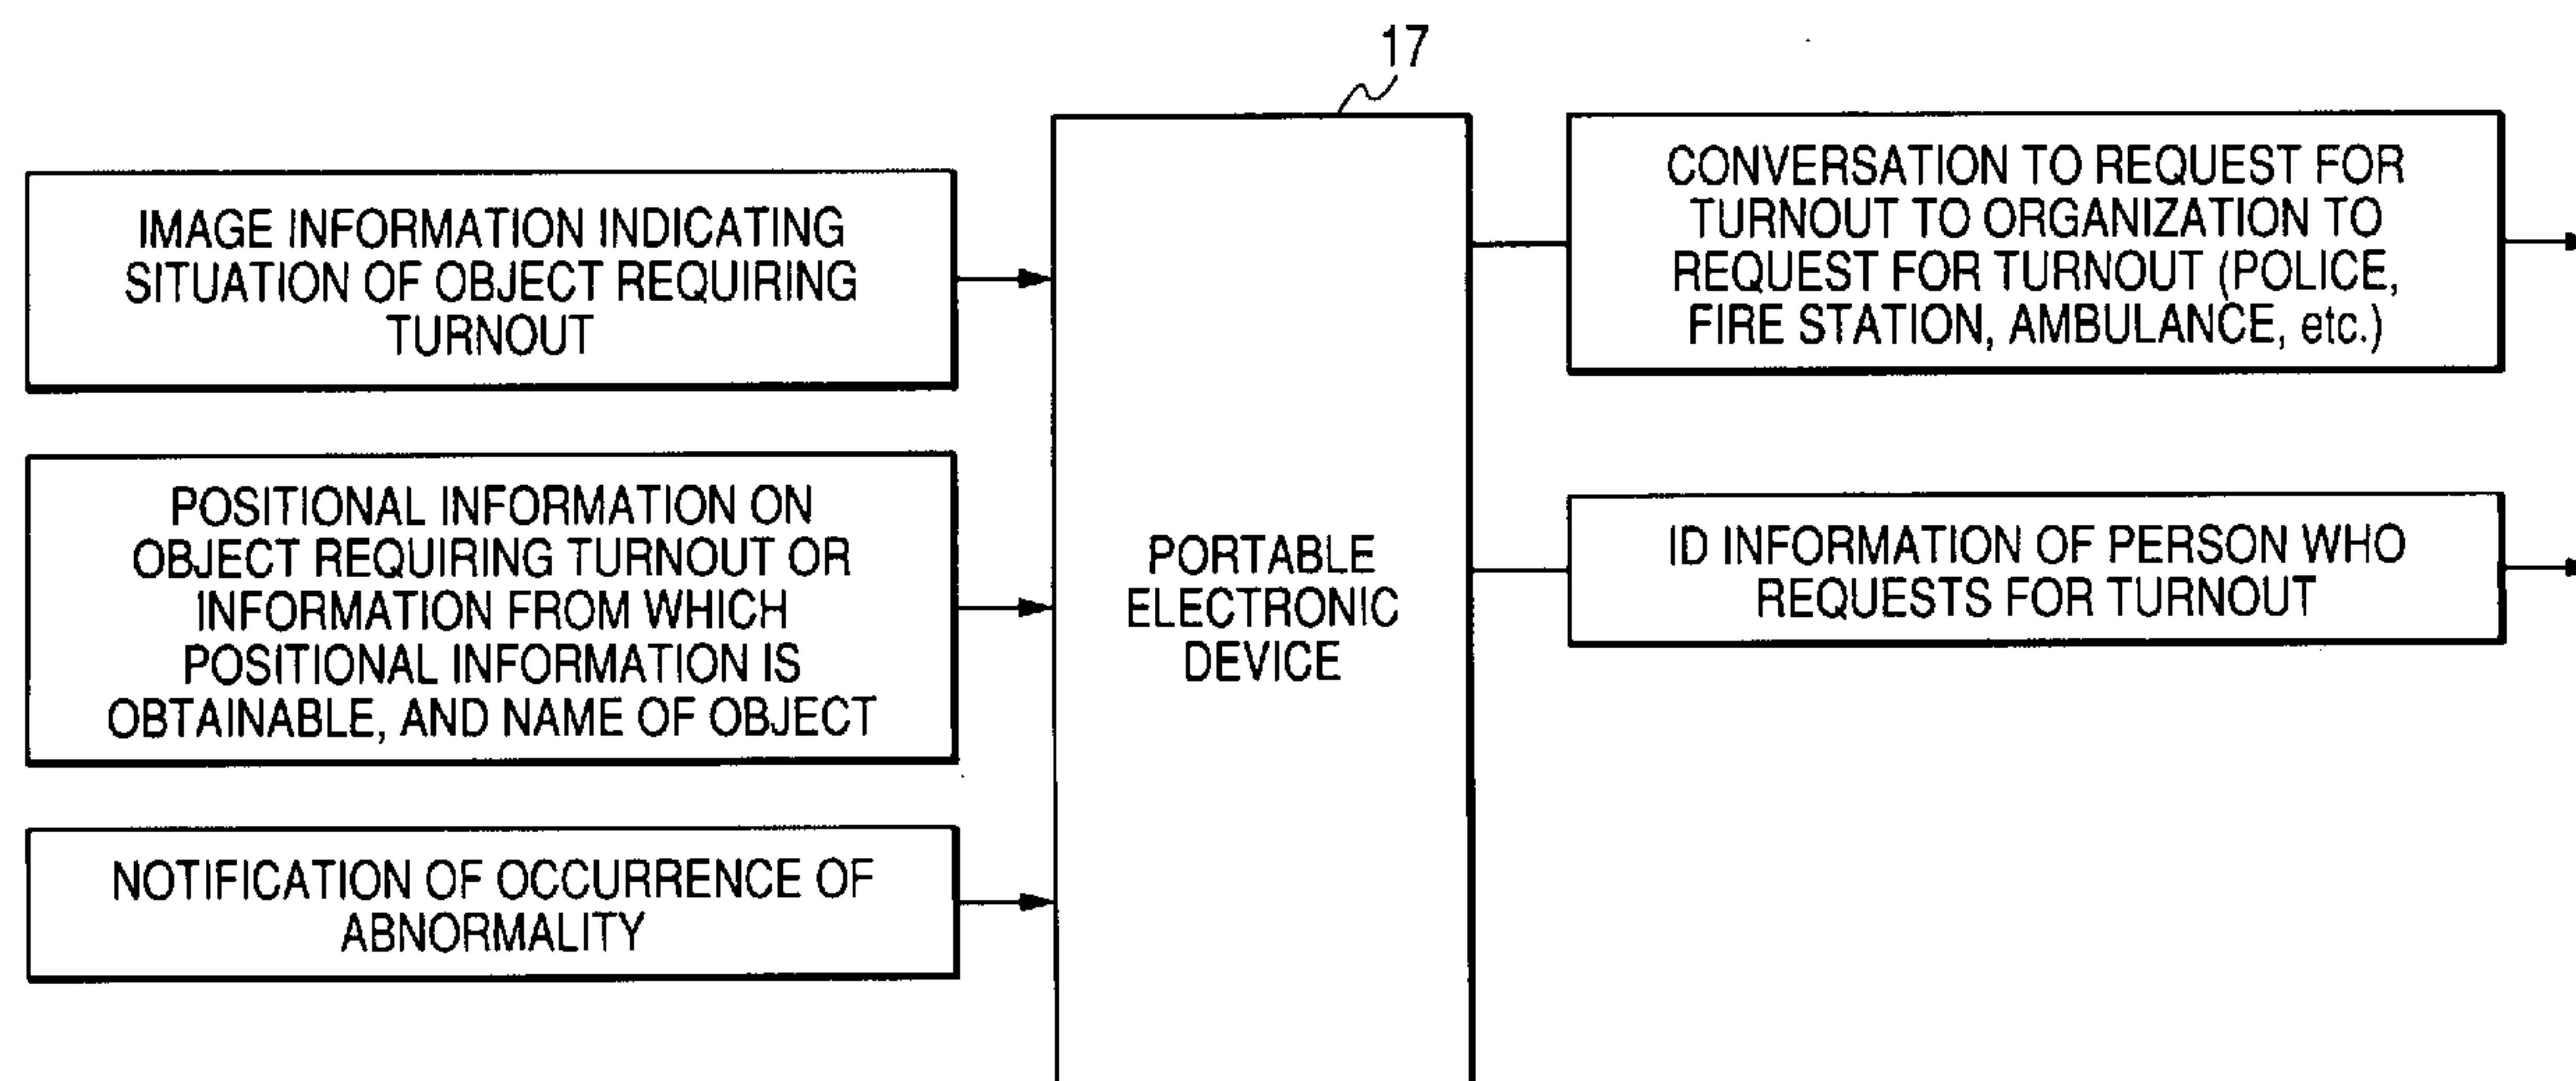 17
IMAGE INFORMATION INDICATING
SITUATION OF OBJECT REQUIRING
TURNOUT
POSITIONAL INFORMATION ON
OBJECT REQUIRING TURNOUT OR
INFORMATION FROM WHICH
POSITIONAL INFORMATION IS
OBTAINABLE, AND NAME OF OBJECT
NOTIFICATION OF OCCURRENCE OF
ABNORMALITY
PORTABLE
ELECTRONIC
DEVICE
CONVERSATION TO REQUEST FOR
TURNOUT TO ORGANIZATION TO
REQUEST FOR TURNOUT (POLICE,
FIRE STATION, AMBULANCE, etc.)
ID INFORMATION OF PERSON WHO
REQUESTS FOR TURNOUT